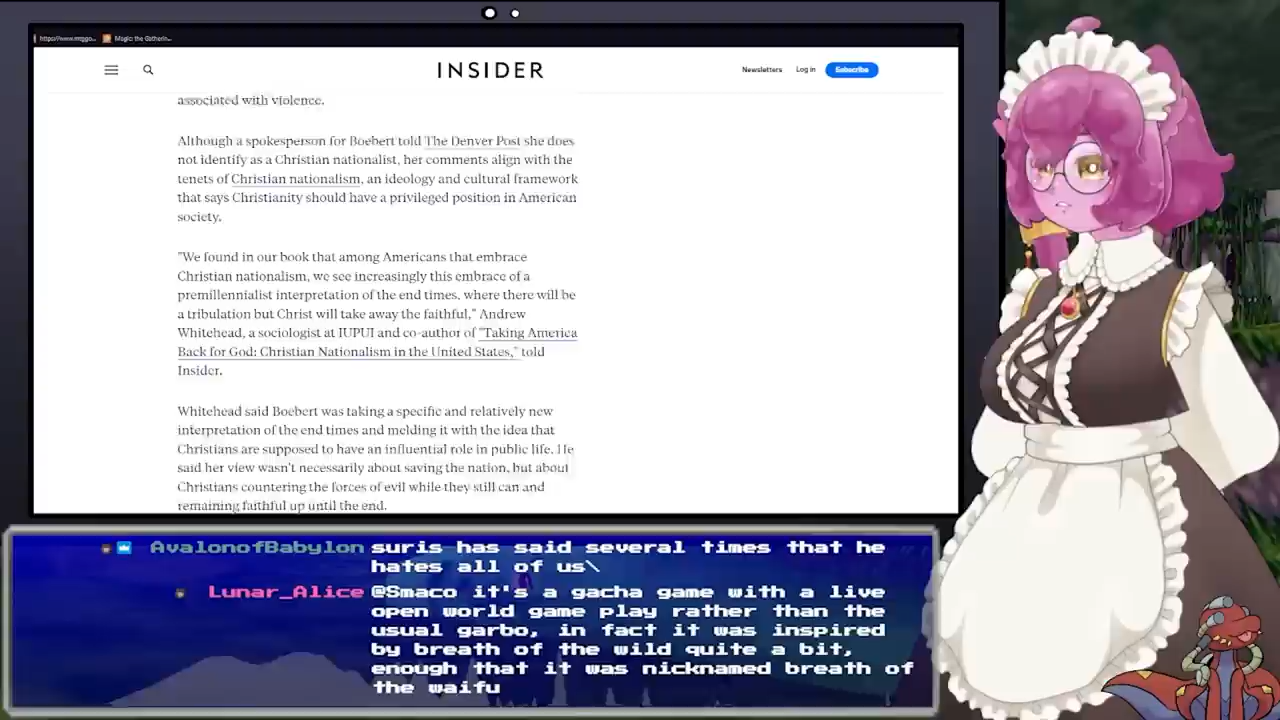 https://www.mtggo... Magic: the Gatherin...
INSIDER
Newsletters Log in Subscribe
associated with violence.
Although a spokesperson for Boebert told The Denver Post she does
not identify as a Christian nationalist, her comments align with the
tenets of Christian nationalism, an ideology and cultural framework
that says Christianity should have a privileged position in American
society.
"We found in our book that among Americans that embrace
Christian nationalism, we see increasingly this embrace of a
premillennialist interpretation of the end times, where there will be
a tribulation but Christ will take away the faithful," Andrew
Whitehead, a sociologist at IUPUI and co-author of "Taking America
Back for God: Christian Nationalism in the United States," told
Insider.
Whitehead said Boebert was taking a specific and relatively new
interpretation of the end times and melding it with the idea that
Christians are supposed to have an influential role in public life. He
said her view wasn't necessarily about saving the nation, but about
Christians countering the forces of evil while they still can and
remaining faithful up until the end.
AvalonofBabylon suris has said several times that he
hates all of us\
Lunar_Alice @Smaco it's a gacha game with a live
open world game play rather than the
usual garbo, in fact it was inspired
by breath of the wild quite a bit,
enough that it was nicknamed breath of
the waifu